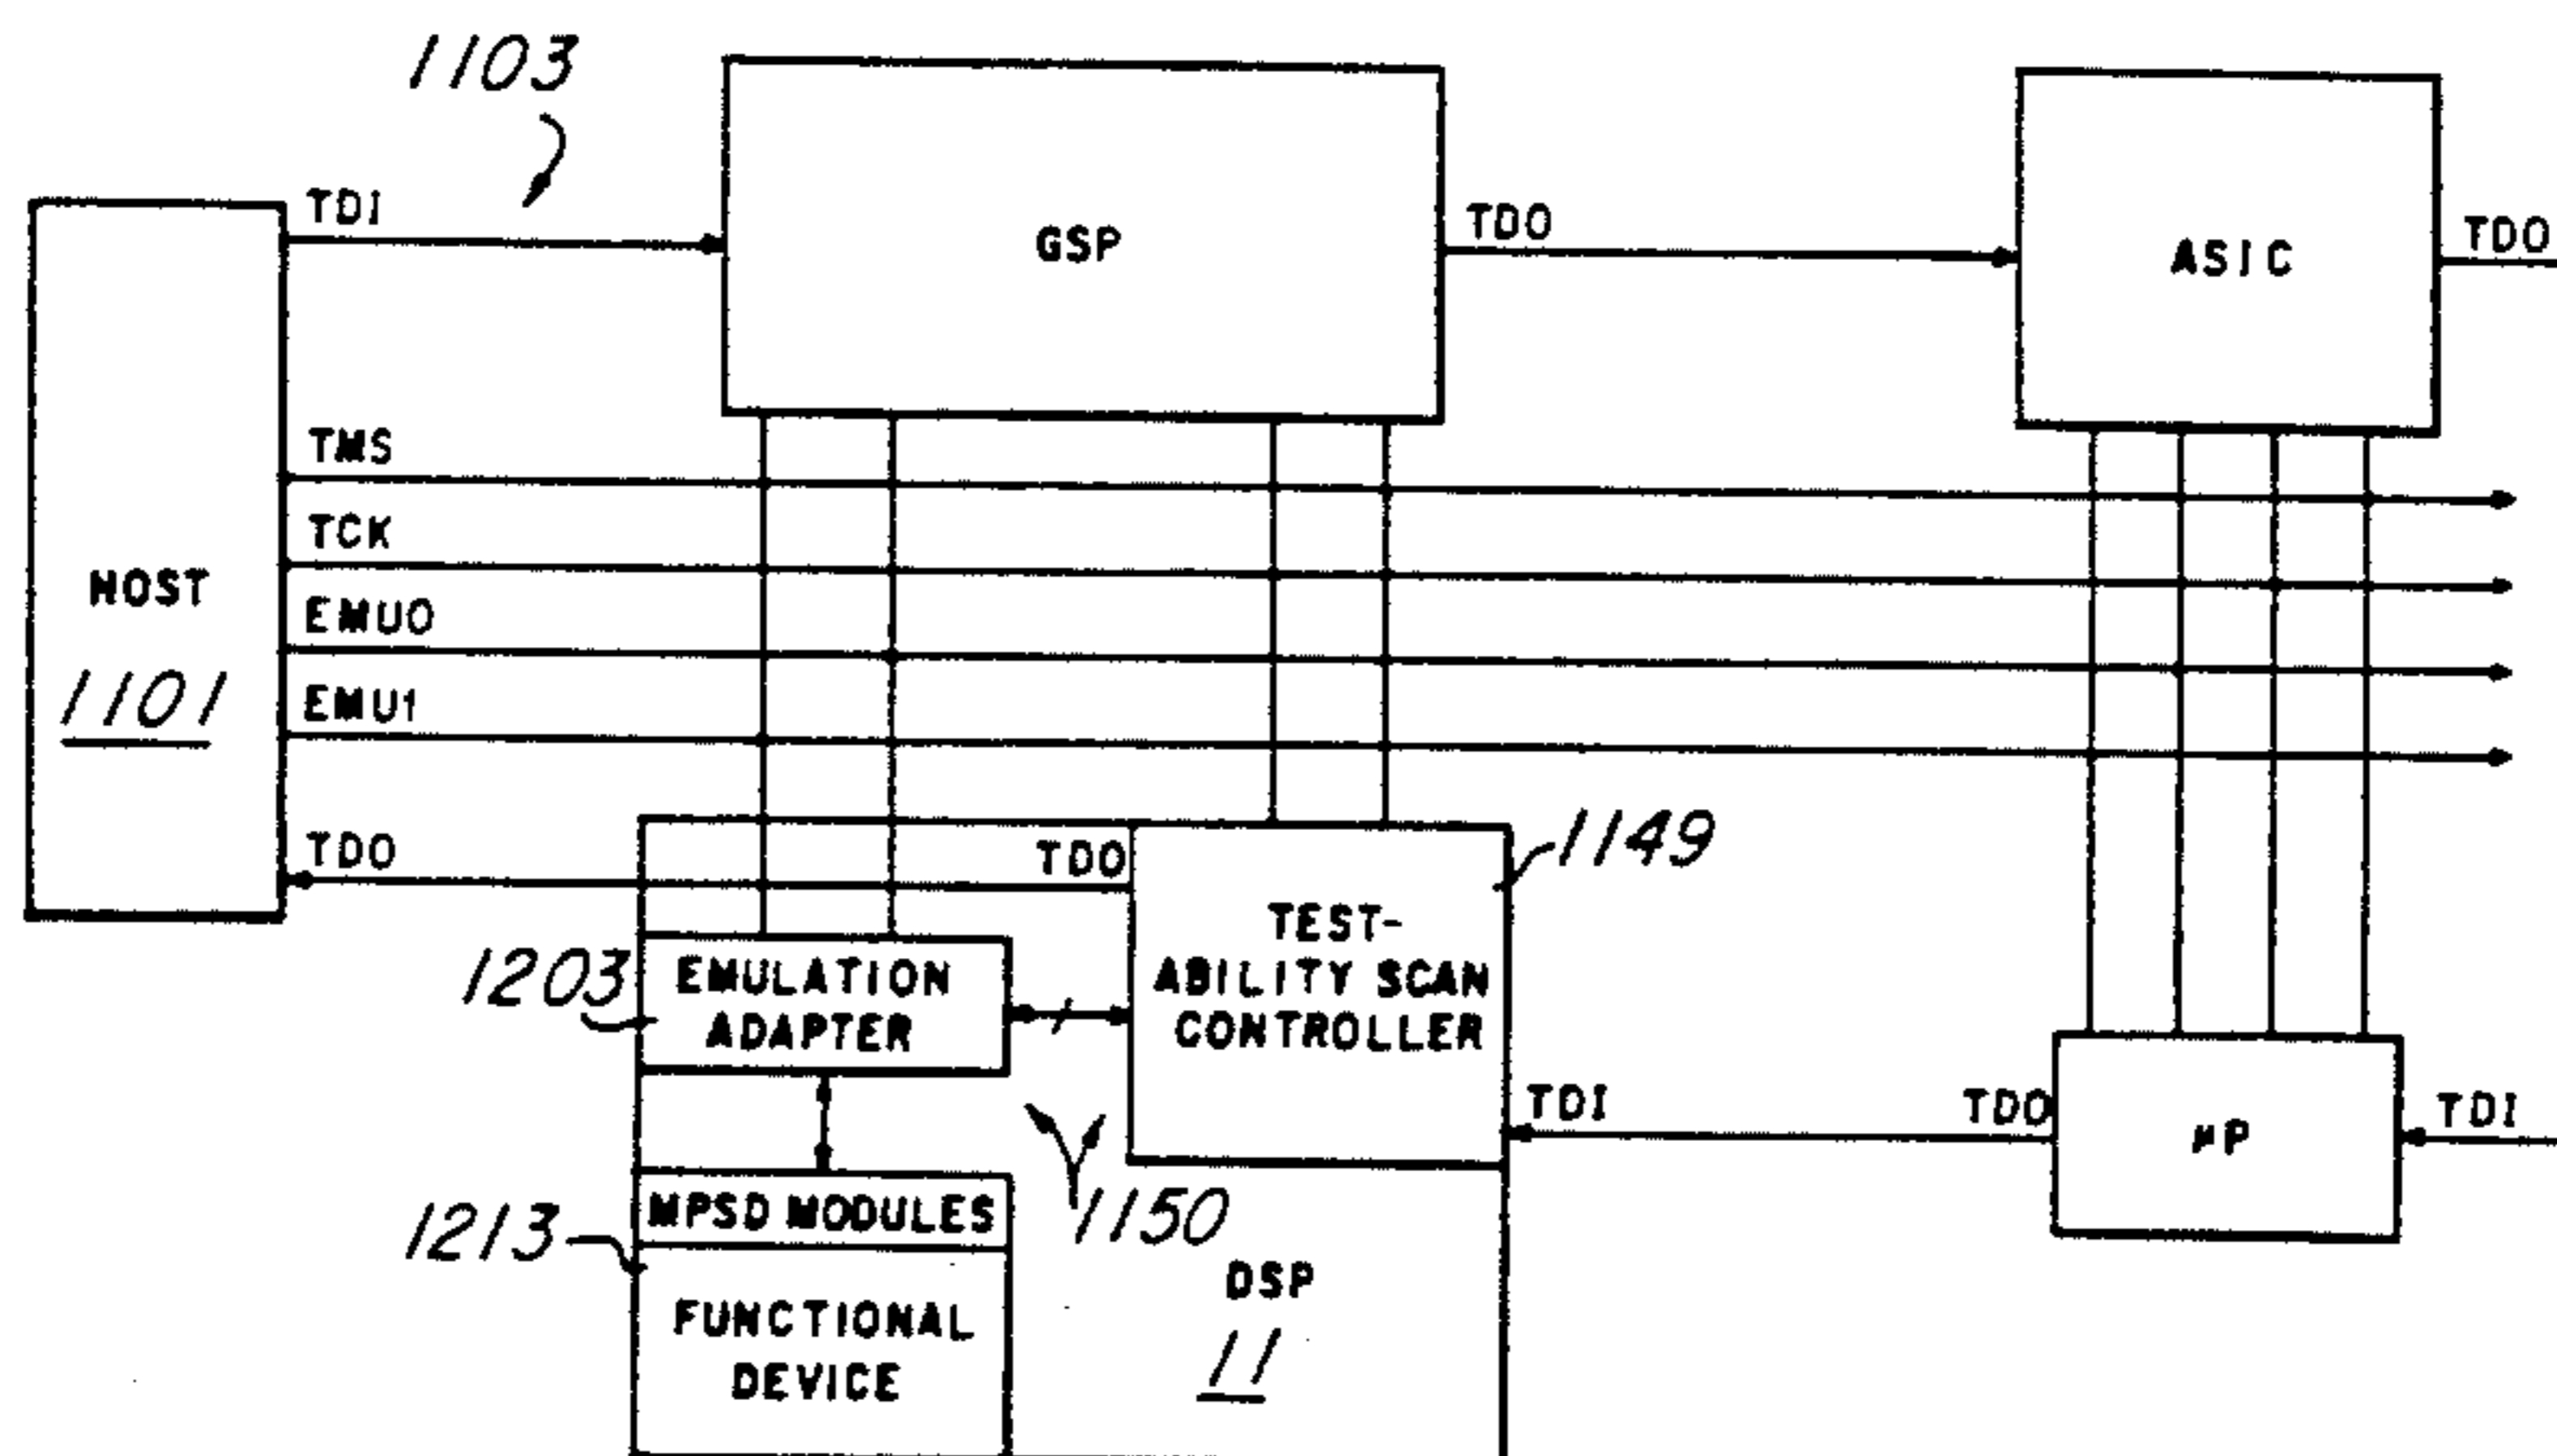 1103
TDI
GSP
TDO
ASIC
TDO
TMS
TCK
HOST
EMU0
1101
EMU1
TDO
TDO
1149
TEST-
ABILITY SCAN
CONTROLLER
1203
EMULATION
ADAPTER
TDI
TDO
µP
TDI
1150
MPSD MODULES
1213
FUNCTIONAL
DEVICE
DSP
11